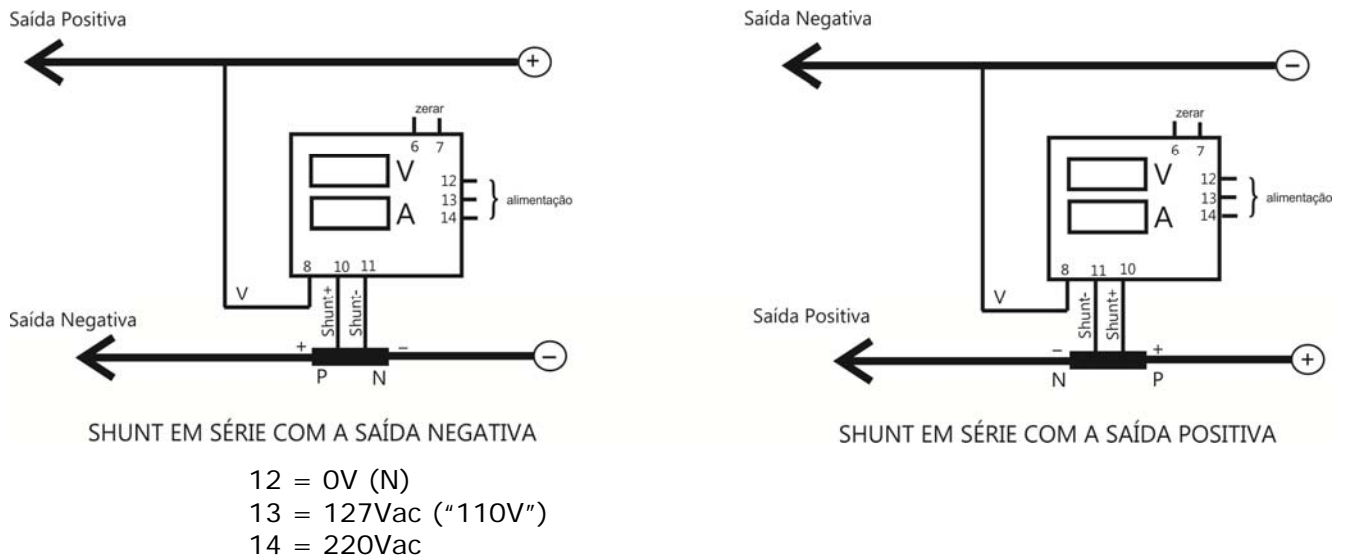 Saída Positiva
+
zerar
6 7
V
12
13
14
alimentação
A
8 10 11
V
Shunt+
Shunt-
Saída Negativa
+ −
−
P N
SHUNT EM SÉRIE COM A SAÍDA NEGATIVA
Saída Negativa
−
zerar
6 7
V
12
13
14
alimentação
A
8 11 10
V
Shunt-
Shunt+
Saída Positiva
− +
+
N P
SHUNT EM SÉRIE COM A SAÍDA POSITIVA
12 = 0V (N)
13 = 127Vac ("110V")
14 = 220Vac